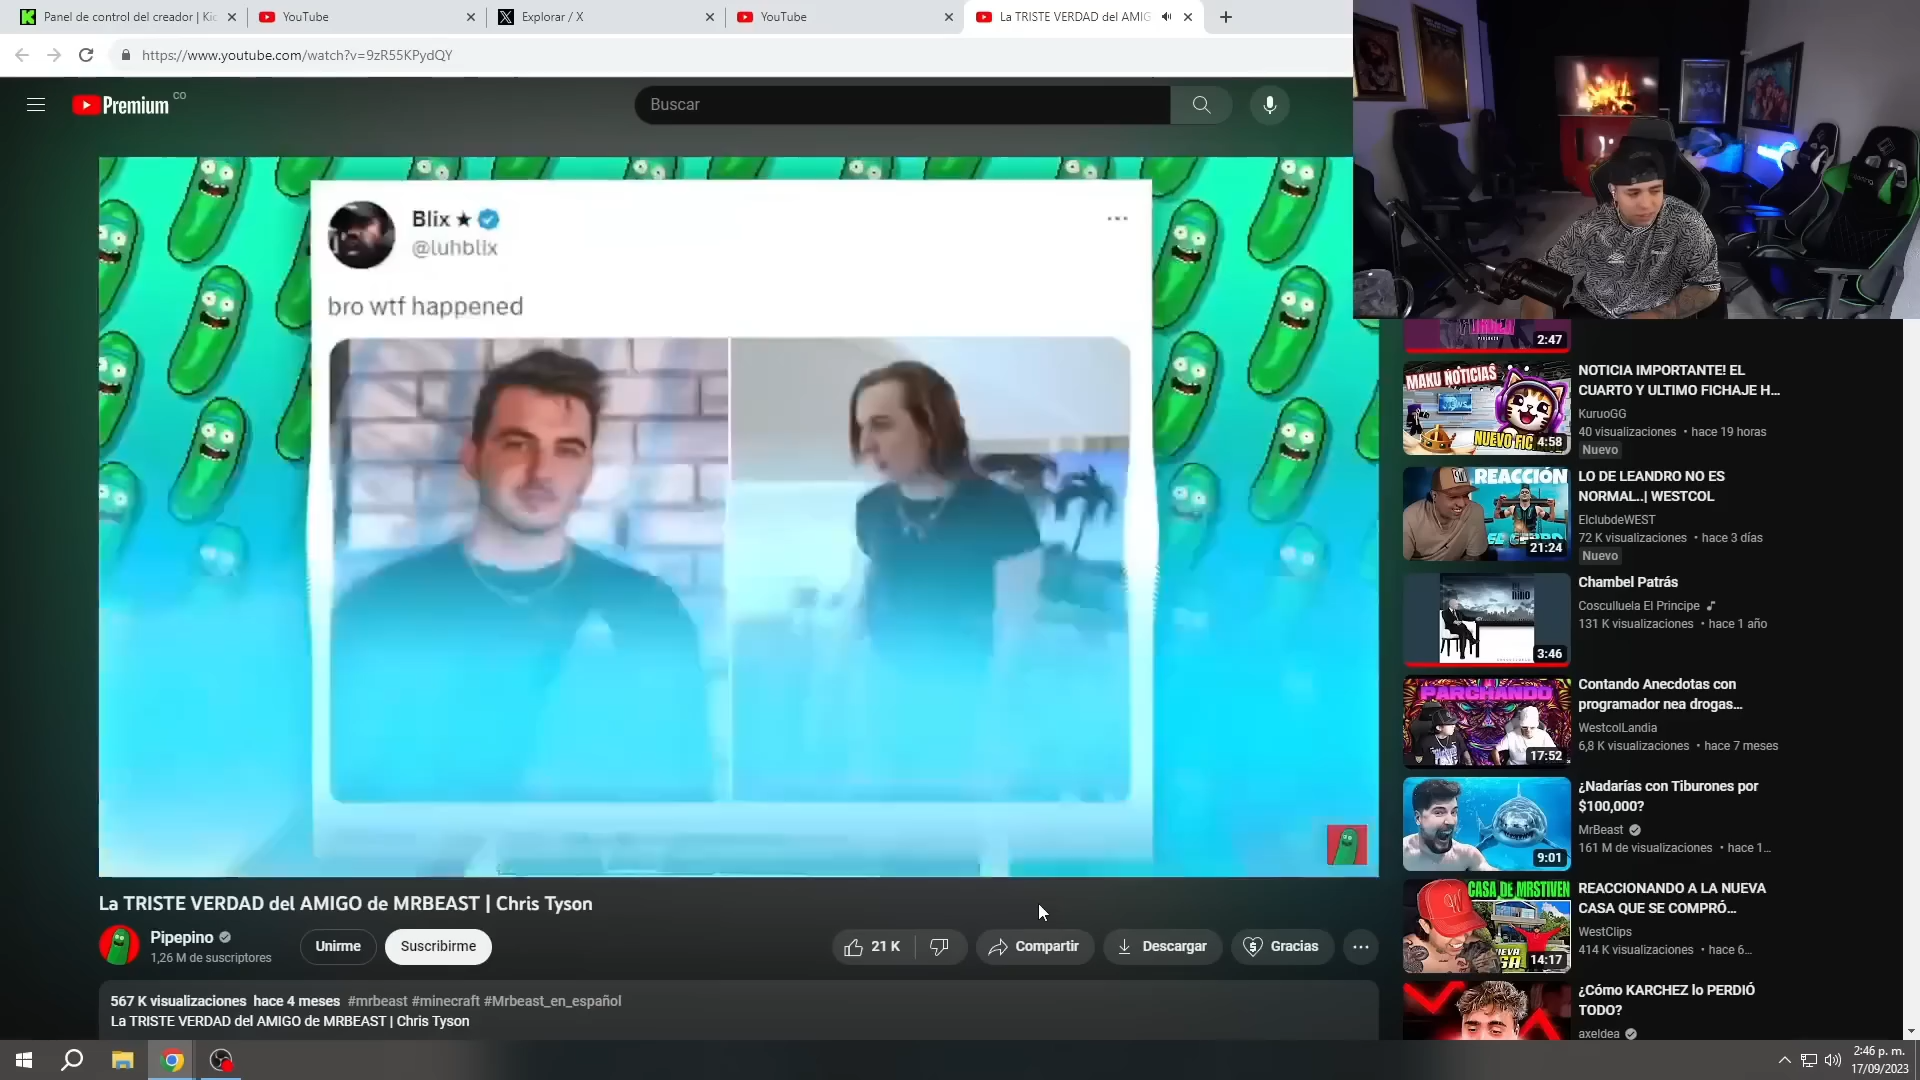 Panel de control del creador | Kic
YouTube
Explorar / X
YouTube
La TRISTE VERDAD del AMIG
https://www.youtube.com/watch?v=9zR55KPydQY
Premium CO
Buscar
Blix ★
@luhblix
bro wtf happened
La TRISTE VERDAD del AMIGO de MRBEAST | Chris Tyson
Pipepino
1,26 M de suscriptores
Unirme
Suscribirme
21 K
Compartir
Descargar
Gracias
567 K visualizaciones hace 4 meses #mrbeast #minecraft #Mrbeast_en_español
La TRISTE VERDAD del AMIGO de MRBEAST | Chris Tyson
2:47
MAKU NOTICIAS
NUEVO FIC
4:58
NOTICIA IMPORTANTE! EL
CUARTO Y ULTIMO FICHAJE H...
KuruoGG
40 visualizaciones • hace 19 horas
Nuevo
REACCIÓN
21:24
LO DE LEANDRO NO ES
NORMAL..| WESTCOL
ElclubdeWEST
72 K visualizaciones • hace 3 días
Nuevo
3:46
Chambel Patrás
Cosculluela El Principe
131 K visualizaciones • hace 1 año
PARCHANDO
17:52
Contando Anecdotas con
programador nea drogas...
WestcolLandia
6,8 K visualizaciones • hace 7 meses
9:01
¿Nadarías con Tiburones por
$100,000?
MrBeast
161 M de visualizaciones • hace 1...
CASA DE MRSTIVEN
14:17
REACCIONANDO A LA NUEVA
CASA QUE SE COMPRÓ...
WestClips
414 K visualizaciones • hace 6...
¿Cómo KARCHEZ lo PERDIÓ
TODO?
axeldea
2:46 p. m.
17/09/2023